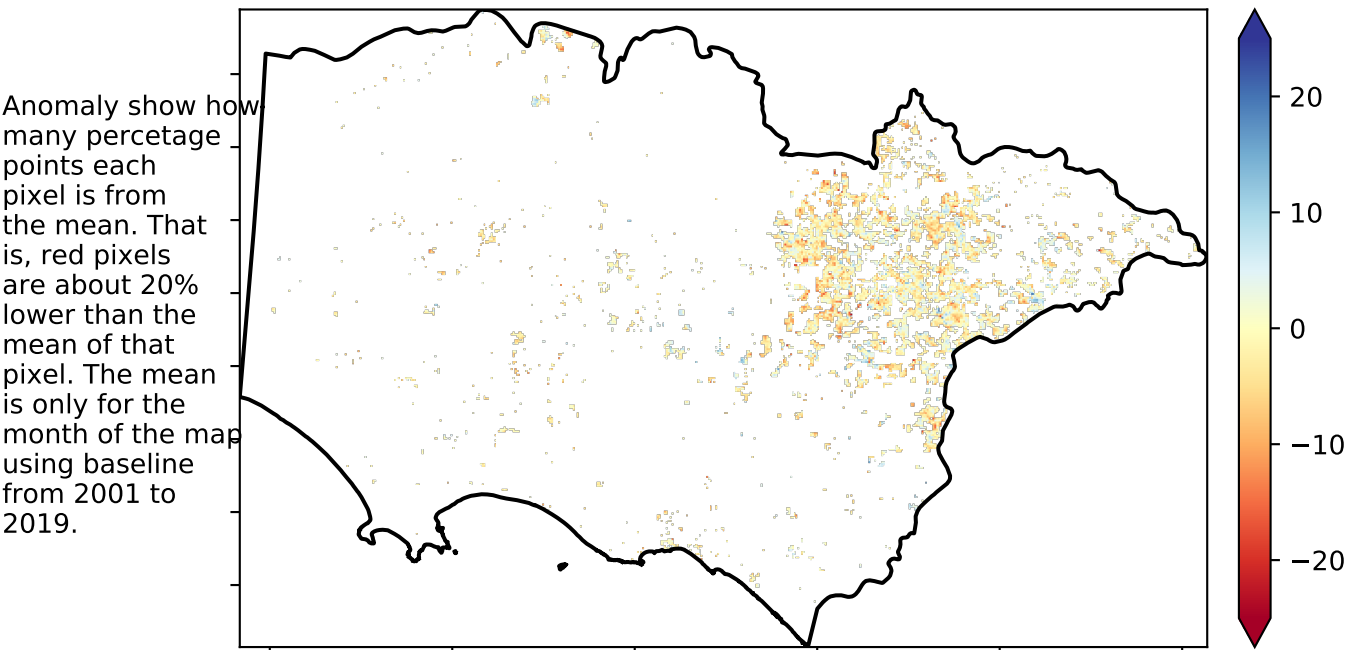 Anomaly show how
many percetage
points each
pixel is from
the mean. That
is, red pixels
are about 20%
lower than the
mean of that
pixel. The mean
is only for the
month of the map
using baseline
from 2001 to
2019.
20
10
0
−10
−20